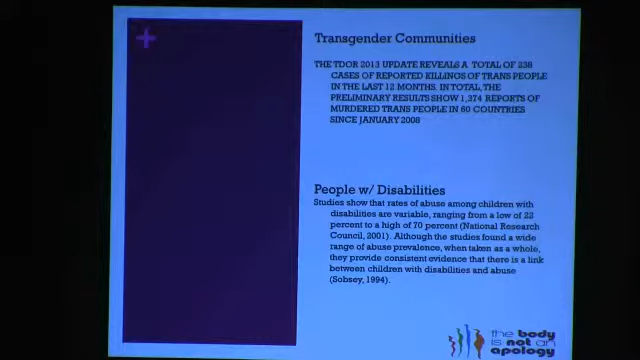 +
Transgender Communities
THE TDOR 2013 UPDATE REVEALS A TOTAL OF 238
CASES OF REPORTED KILLINGS OF TRANS PEOPLE
IN THE LAST 12 MONTHS. IN TOTAL, THE
PRELIMINARY RESULTS SHOW 1,374 REPORTS OF
MURDERED TRANS PEOPLE IN 60 COUNTRIES
SINCE JANUARY 2008
People w/ Disabilities
Studies show that rates of abuse among children with
disabilities are variable, ranging from a low of 22
percent to a high of 70 percent (National Research
Council, 2001). Although the studies found a wide
range of abuse prevalence, when taken as a whole,
they provide consistent evidence that there is a link
between children with disabilities and abuse
(Sobsey, 1994).
the body
is not an
apology